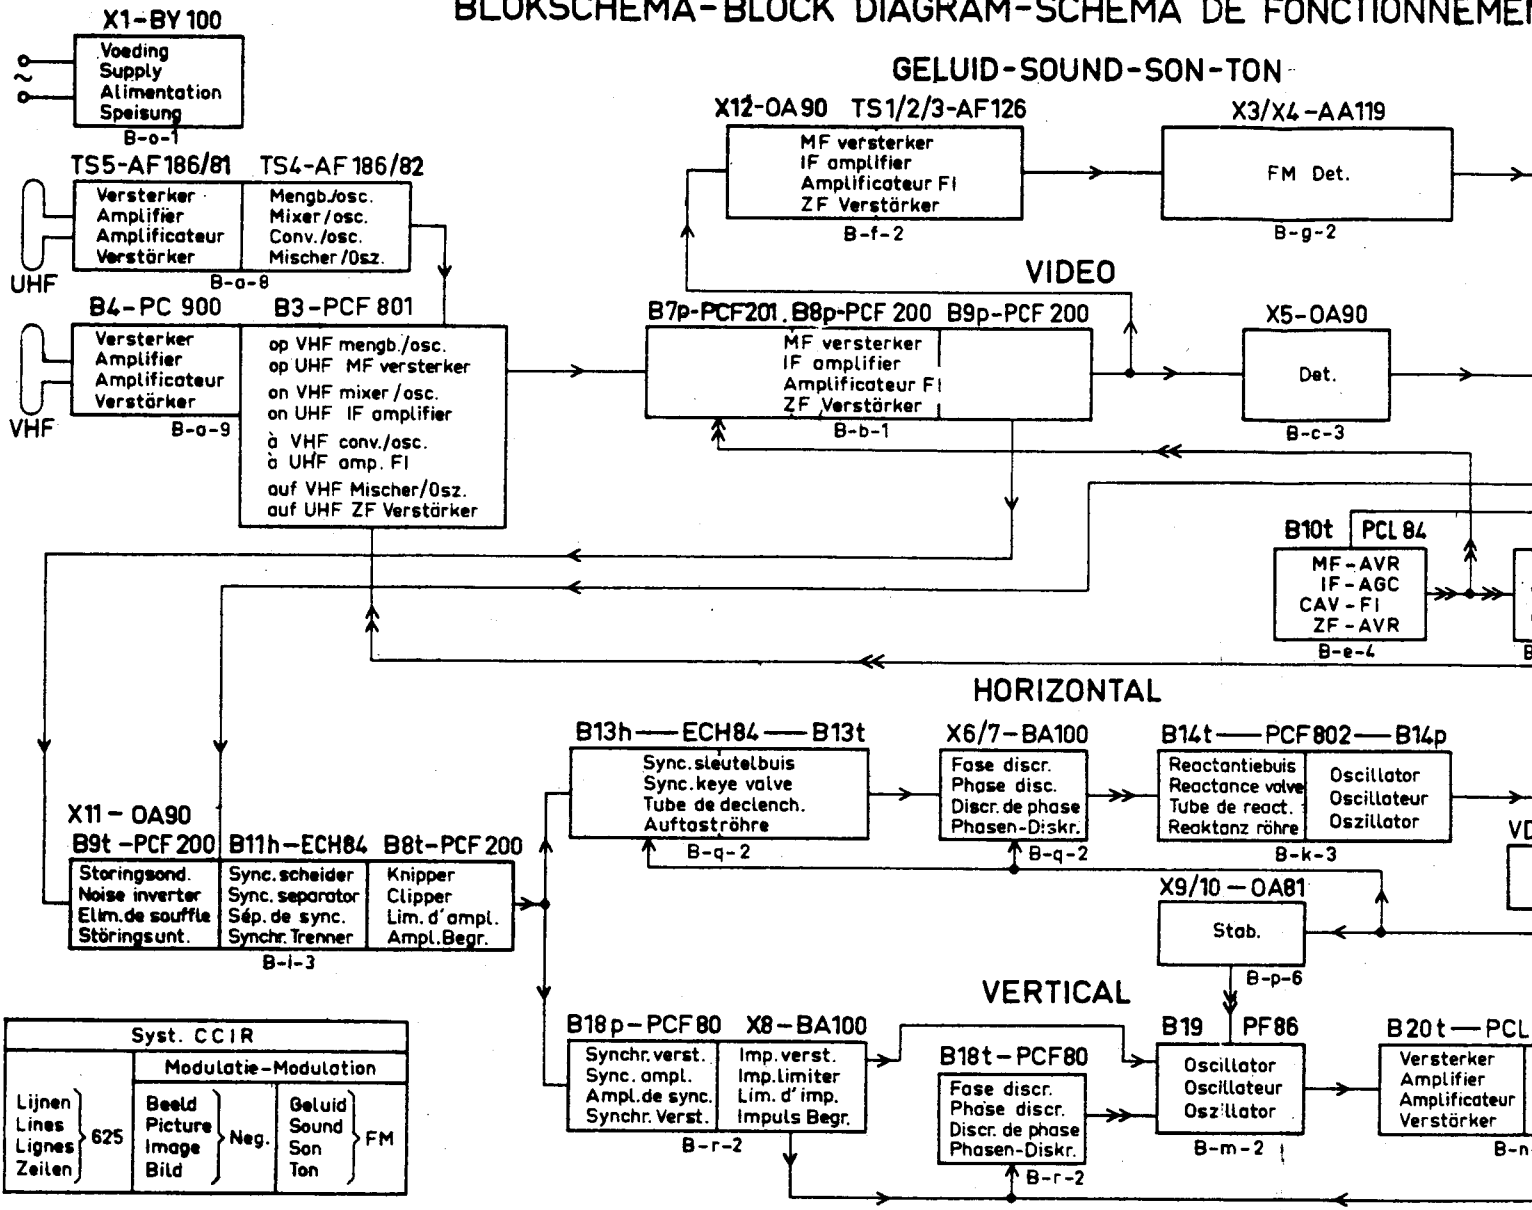 BLOKSCHEMA-BLOCK DIAGRAM-SCHEMA DE FONCTIONNEMEN
X1-BY 100
Voeding
Supply
Alimentation
Speisung
B-o-1
~
GELUID-SOUND-SON-TON
X12-OA90 TS1/2/3-AF126
MF versterker
IF amplifier
Amplificateur FI
ZF Verstärker
B-f-2
X3/X4-AA119
FM Det.
B-g-2
TS5-AF186/81 TS4-AF186/82
Versterker
Amplifier
Amplificateur
Verstärker
Mengb./osc.
Mixer/osc.
Conv./osc.
Mischer/Osz.
B-a-8
UHF
VIDEO
B4-PC 900 B3-PCF 801
Versterker
Amplifier
Amplificateur
Verstärker
B-a-9
VHF
op VHF mengb./osc.
op UHF MF versterker
on VHF mixer/osc.
on UHF IF amplifier
à VHF conv./osc.
à UHF amp. FI
auf VHF Mischer/Osz.
auf UHF ZF Verstärker
B7p-PCF201. B8p-PCF 200 B9p-PCF 200
MF versterker
IF amplifier
Amplificateur FI
ZF Verstärker
B-b-1
X5-OA90
Det.
B-c-3
B10t PCL 84
MF-AVR
IF-AGC
CAV-FI
ZF-AVR
B-e-4
B
HORIZONTAL
B13h—ECH84—B13t
Sync.sleutelbuis
Sync.keye valve
Tube de declench.
Auftaströhre
B-q-2
X6/7-BA100
Fase discr.
Phase disc.
Discr.de phase
Phasen-Diskr.
B-q-2
B14t—PCF802—B14p
Reactantiebuis
Reactance valve
Tube de react.
Reaktanz röhre
Oscillator
Oscillateur
Oszillator
B-k-3
VD
X11-OA90
B9t-PCF200 B11h-ECH84 B8t-PCF200
Storingsond.
Noise inverter
Elim.de souffle
Störingsunt.
Sync.scheider
Sync.separator
Sép.de sync.
Synchr.Trenner
Knipper
Clipper
Lim.d'ampl.
Ampl.Begr.
B-i-3
X9/10-OA81
Stab.
B-p-6
VERTICAL
B18p-PCF80 X8-BA100
Synchr.verst.
Sync. ampl.
Ampl.de sync.
Synchr.Verst.
Imp.verst.
Imp.limiter
Lim.d'imp.
Impuls Begr.
B-r-2
B18t-PCF80
Fase discr.
Phase discr.
Discr.de phase
Phasen-Diskr.
B-r-2
B19 PF86
Oscillator
Oscillateur
Oszillator
B-m-2
B20t—PCL
Versterker
Amplifier
Amplificateur
Verstärker
B-n
Syst. CCIR
Modulatie-Modulation
Lijnen
Lines
Lignes
Zeilen
625
Beeld
Picture
Image
Bild
Neg.
Geluid
Sound
Son
Ton
FM